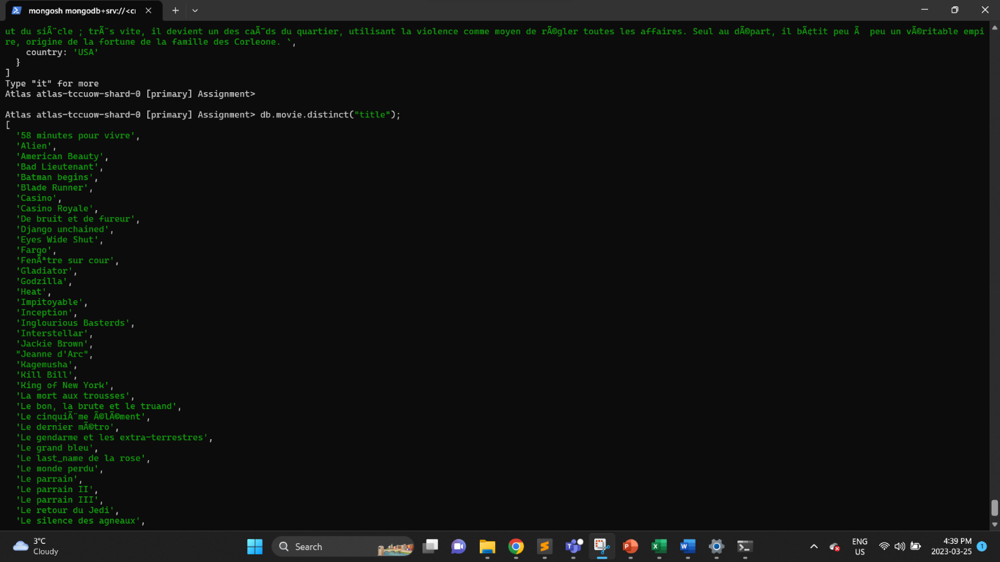 mongosh mongodb+srv://<cr
ut du siÃ¨cle ; trÃ¨s vite, il devient un des caÃ¯ds du quartier, utilisant la violence comme moyen de rÃ©gler toutes les affaires. Seul au dÃ©part, il bÃ¢tit peu Ã  peu un vÃ©ritable empi
re, origine de la fortune de la famille des Corleone. `,
country: 'USA'
}
]
Type "it" for more
Atlas atlas-tccuow-shard-0 [primary] Assignment>
Atlas atlas-tccuow-shard-0 [primary] Assignment> db.movie.distinct("title");
[
'58 minutes pour vivre',
'Alien',
'American Beauty',
'Bad Lieutenant',
'Batman begins',
'Blade Runner',
'Casino',
'Casino Royale',
'De bruit et de fureur',
'Django unchained',
'Eyes Wide Shut',
'Fargo',
'FenÃªtre sur cour',
'Gladiator',
'Godzilla',
'Heat',
'Impitoyable',
'Inception',
'Inglourious Basterds',
'Interstellar',
'Jackie Brown',
"Jeanne d'Arc",
'Kagemusha',
'Kill Bill',
'King of New York',
'La mort aux trousses',
'Le bon, la brute et le truand',
'Le cinquiÃ¨me Ã©lÃ©ment',
'Le dernier mÃ©tro',
'Le gendarme et les extra-terrestres',
'Le grand bleu',
'Le last_name de la rose',
'Le monde perdu',
'Le parrain',
'Le parrain II',
'Le parrain III',
'Le retour du Jedi',
'Le silence des agneaux',
3°C
Cloudy
Search
ENG
US
4:39 PM
2023-03-25
1